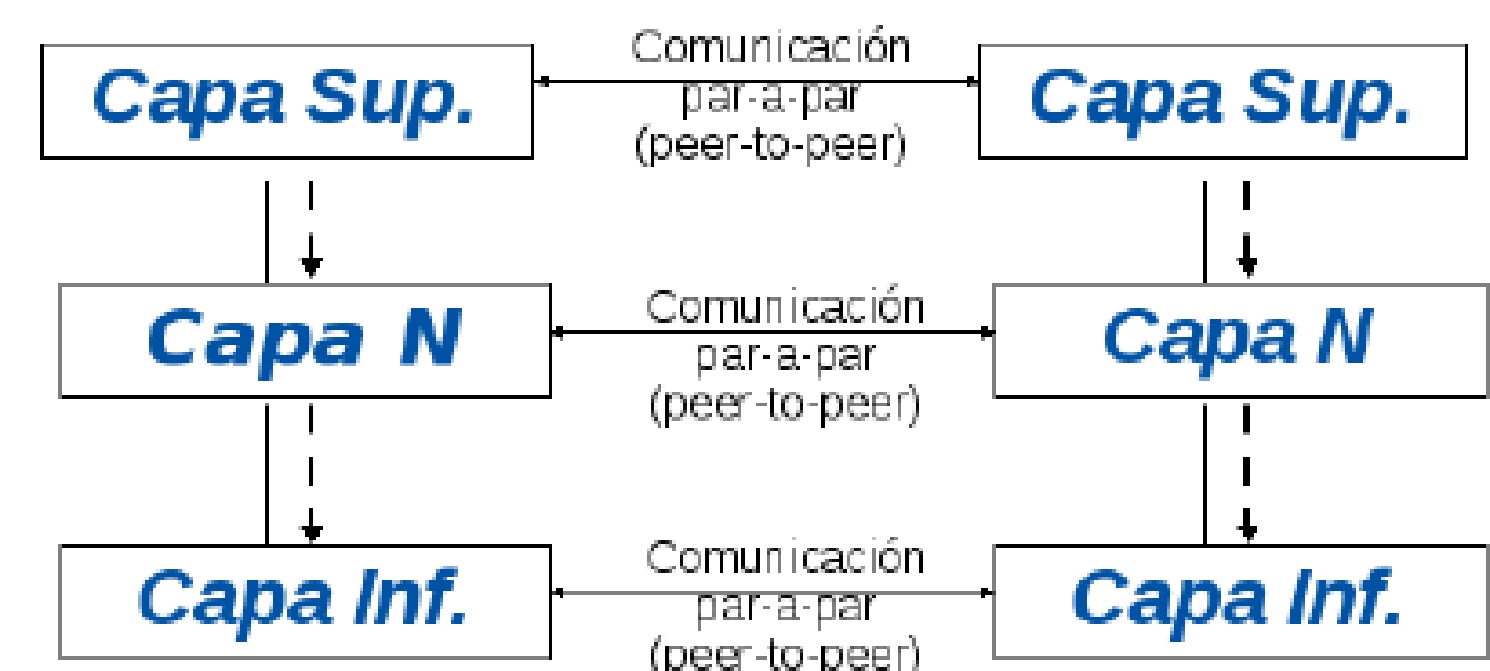 Capa Sup.
Comunicación
par-a-par
(peer-to-peer)
Capa Sup.
Capa N
Comunicación
par-a-par
(peer-to-peer)
Capa N
Capa Inf.
Comunicación
par-a-par
(peer-to-peer)
Capa Inf.